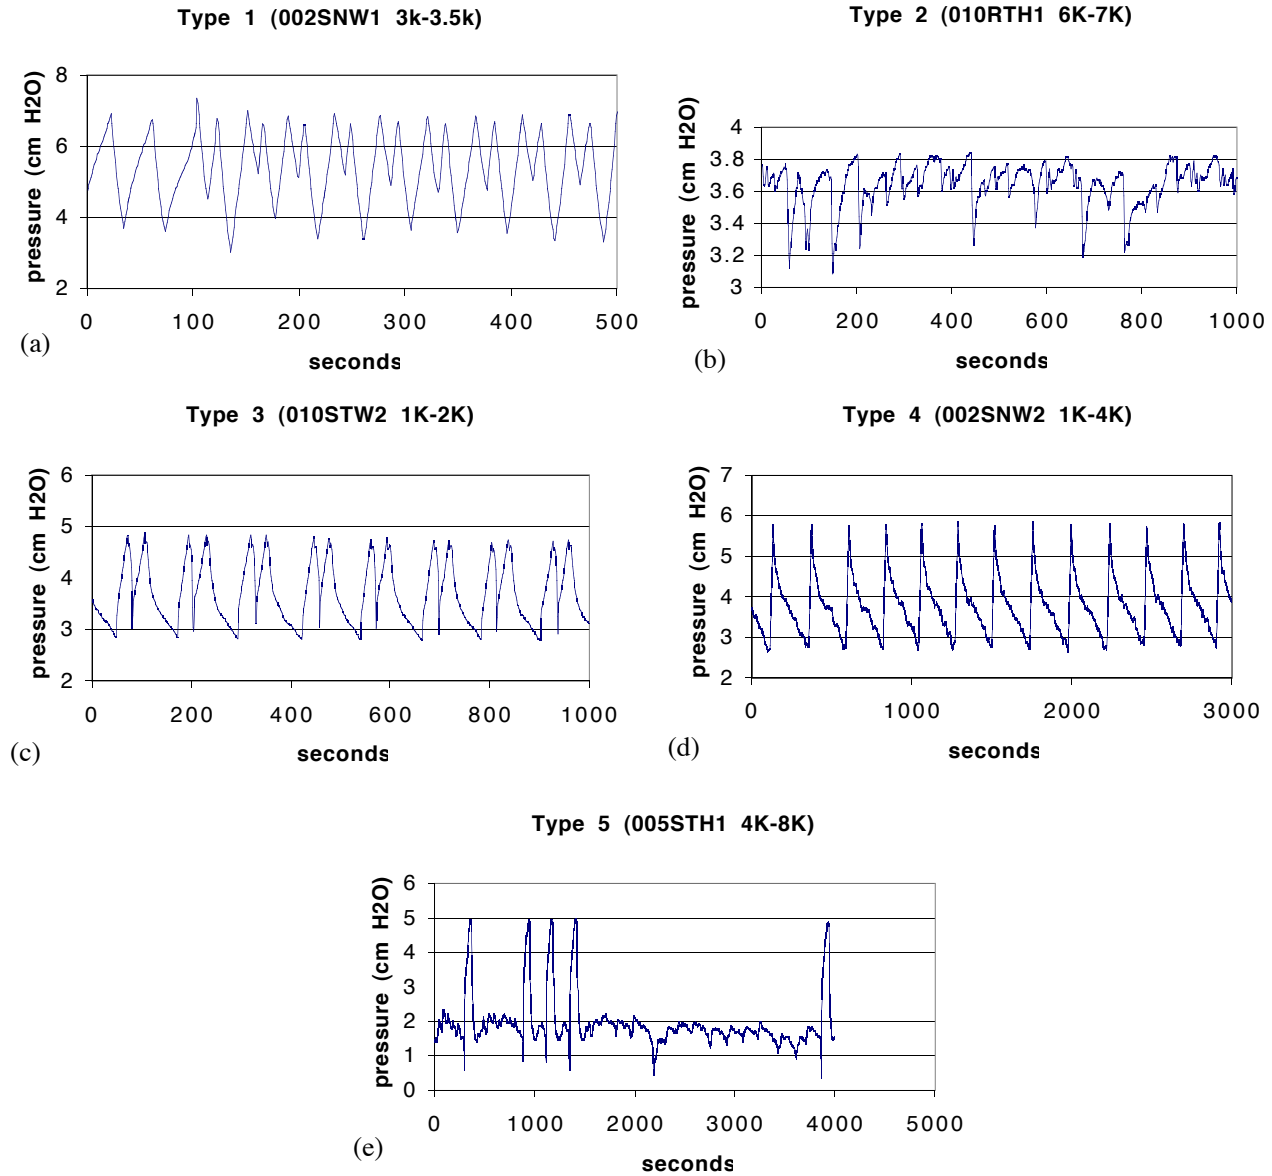 Type 1 (002SNW1 3k-3.5k)
pressure (cm H2O)
8
6
4
2
0 100 200 300 400 500
seconds
(a)
Type 2 (010RTH1 6K-7K)
pressure (cm H2O)
4
3.8
3.6
3.4
3.2
3
0 200 400 600 800 1000
seconds
(b)
Type 3 (010STW2 1K-2K)
pressure (cm H2O)
6
5
4
3
2
0 200 400 600 800 1000
seconds
(c)
Type 4 (002SNW2 1K-4K)
pressure (cm H2O)
7
6
5
4
3
2
0 1000 2000 3000
seconds
(d)
Type 5 (005STH1 4K-8K)
pressure (cm H2O)
6
5
4
3
2
1
0
0 1000 2000 3000 4000 5000
seconds
(e)